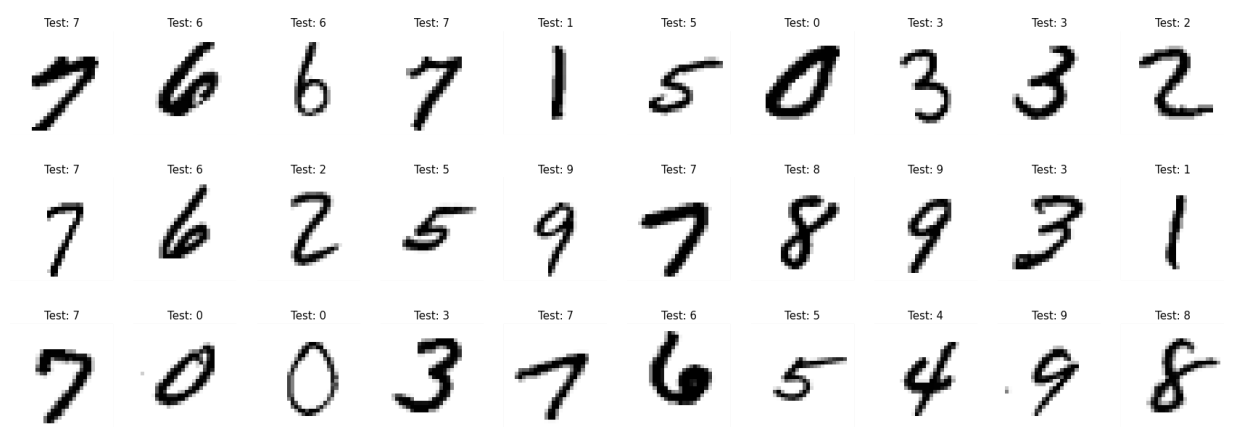 Test: 7 Test: 6 Test: 6 Test: 7 Test: 1 Test: 5 Test: 0 Test: 3 Test: 3 Test: 2
7 6 6 7 1 5 0 3 3 2
Test: 7 Test: 6 Test: 2 Test: 5 Test: 9 Test: 7 Test: 8 Test: 9 Test: 3 Test: 1
7 6 2 5 9 7 8 9 3 1
Test: 7 Test: 0 Test: 0 Test: 3 Test: 7 Test: 6 Test: 5 Test: 4 Test: 9 Test: 8
7 0 0 3 7 6 5 4 9 8